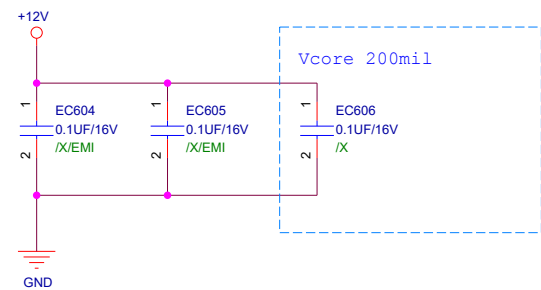 +12V
Vcore 200mil
1
EC604
0.1UF/16V
/X/EMI
2
1
EC605
0.1UF/16V
/X/EMI
2
1
EC606
0.1UF/16V
/X
2
GND